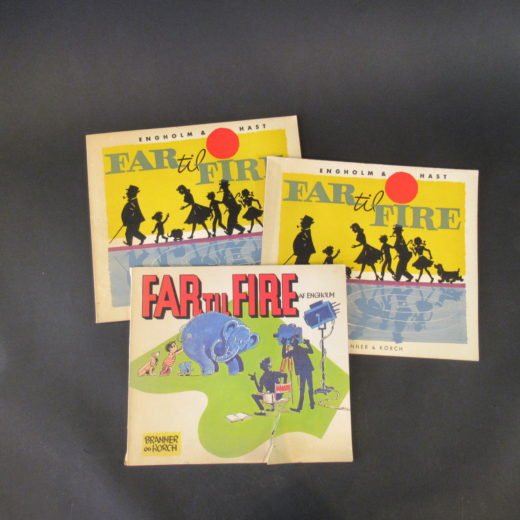 ENGHOLM & HAST
FAR til FIRE
ENGHOLM & HAST
FAR til FIRE
NNER & KORCH
FAR TIL FIRE
AF ENGHOLM
BRANNER
OG KORCH